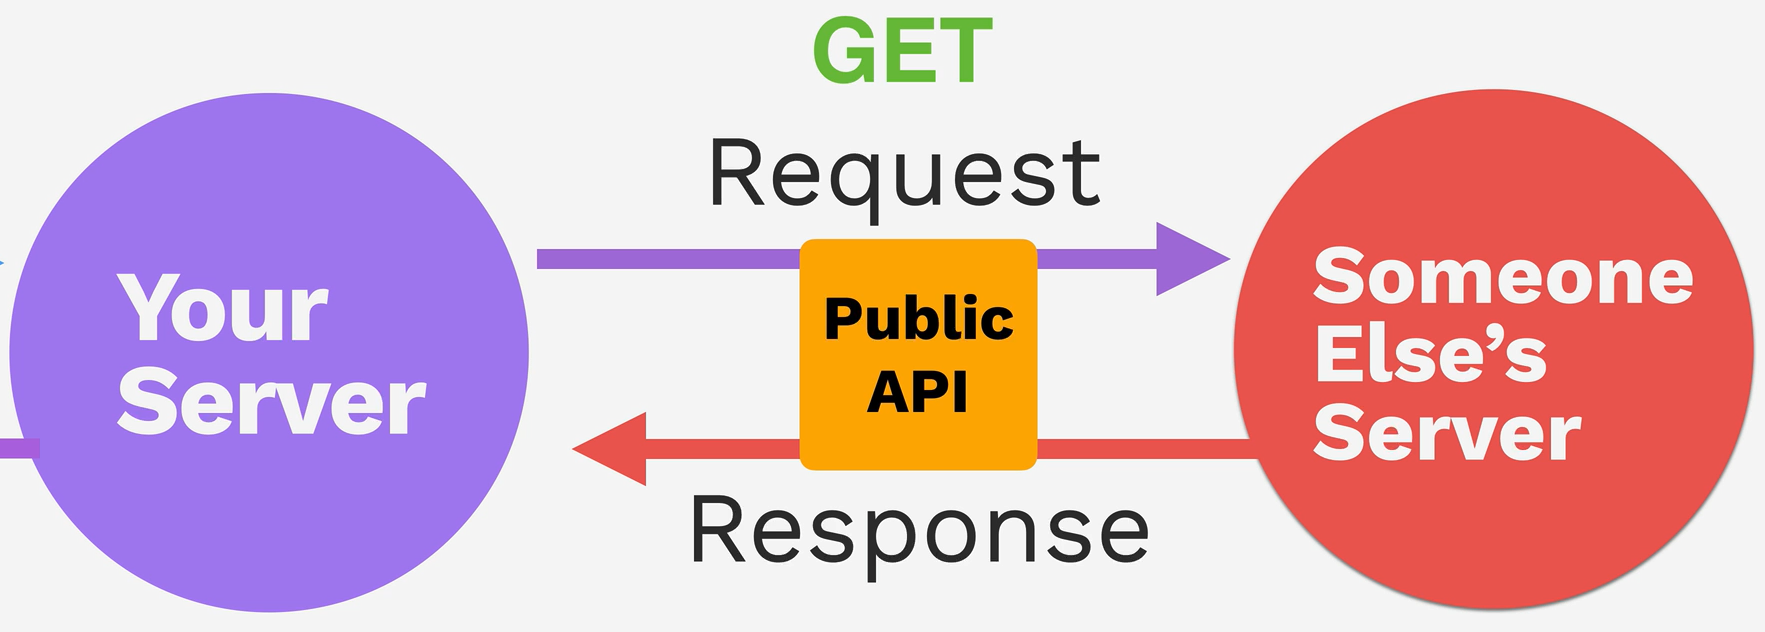 GET
Request
Your
Server
Public
API
Someone
Else’s
Server
Response